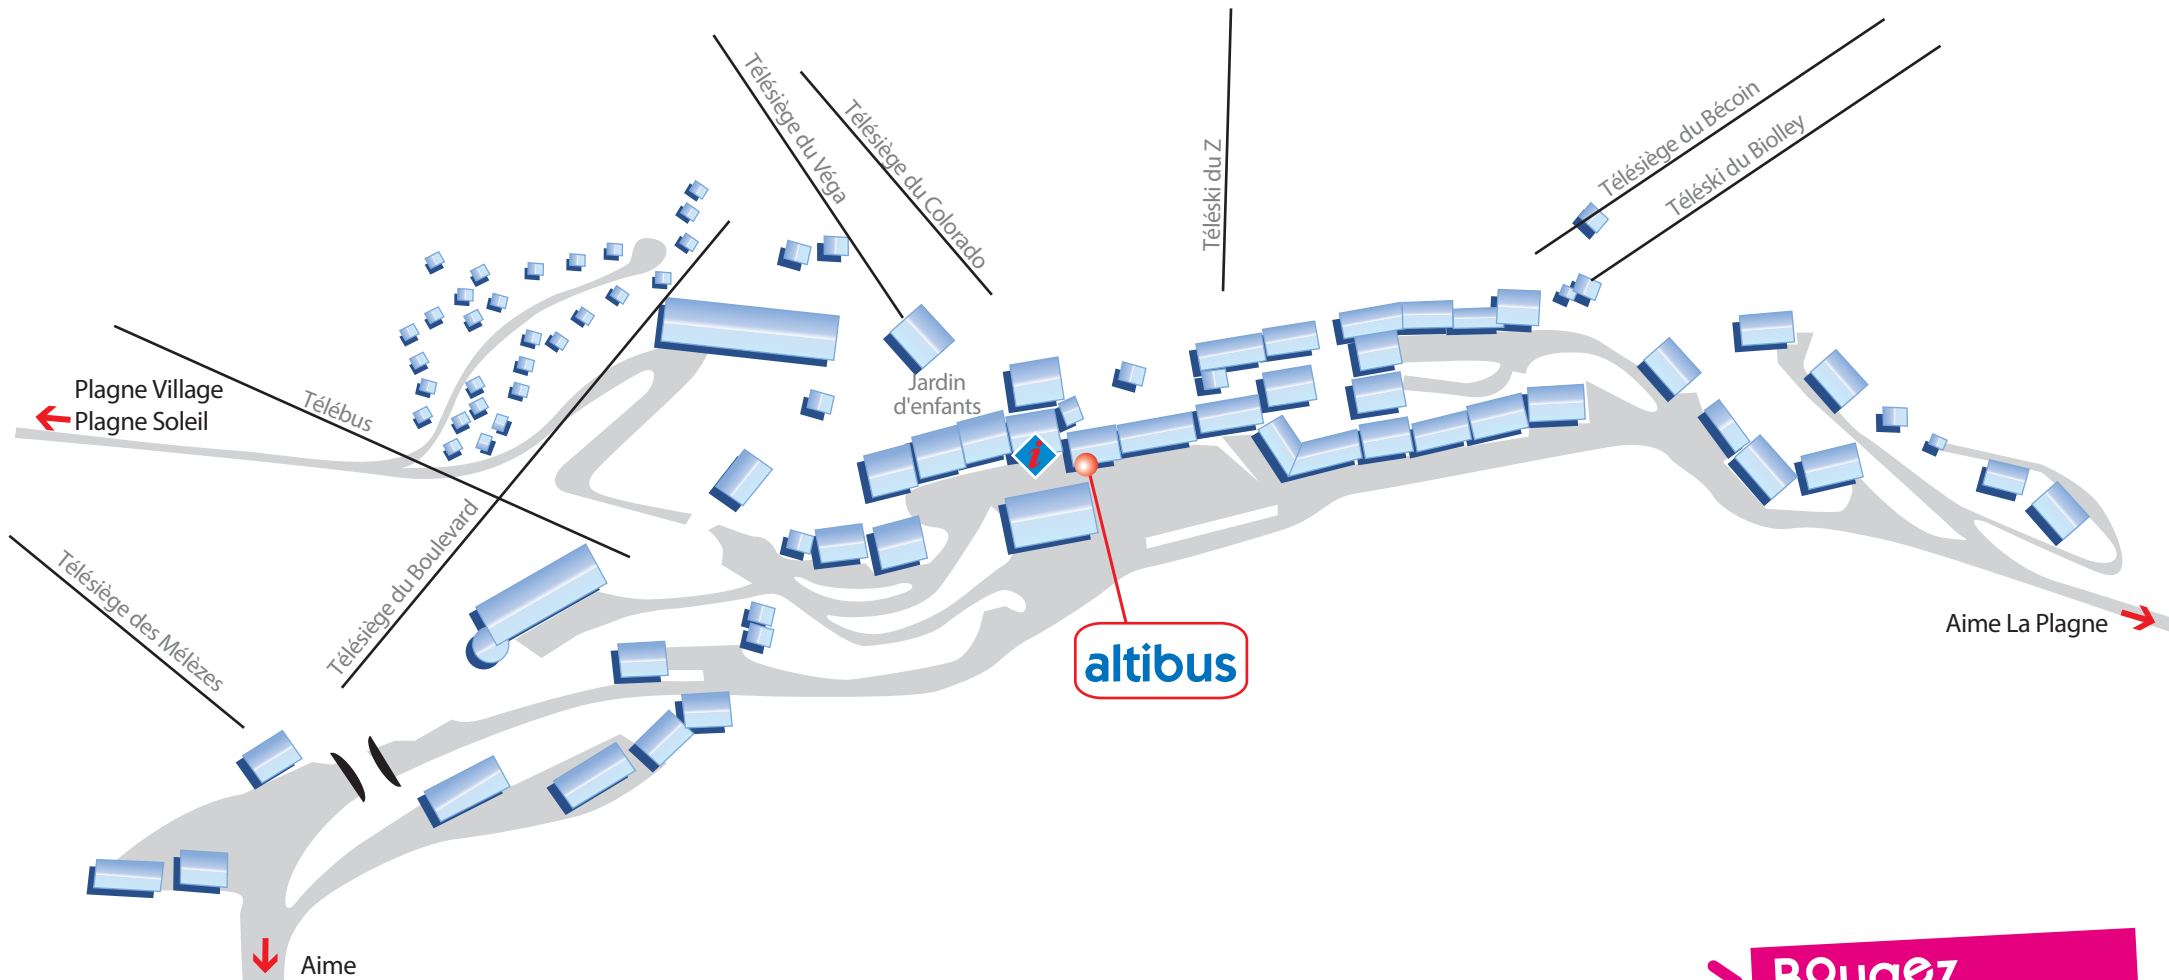 Télésiège du Véga
Télésiège du Colorado
Téléski du Z
Télésiège du Bécoin
Téléski du Biolley
Plagne Village
Plagne Soleil
Télébus
Jardin
d'enfants
i
Télésiège du Boulevard
Télésiège des Mélèzes
altibus
Aime La Plagne
Aime
Bougez